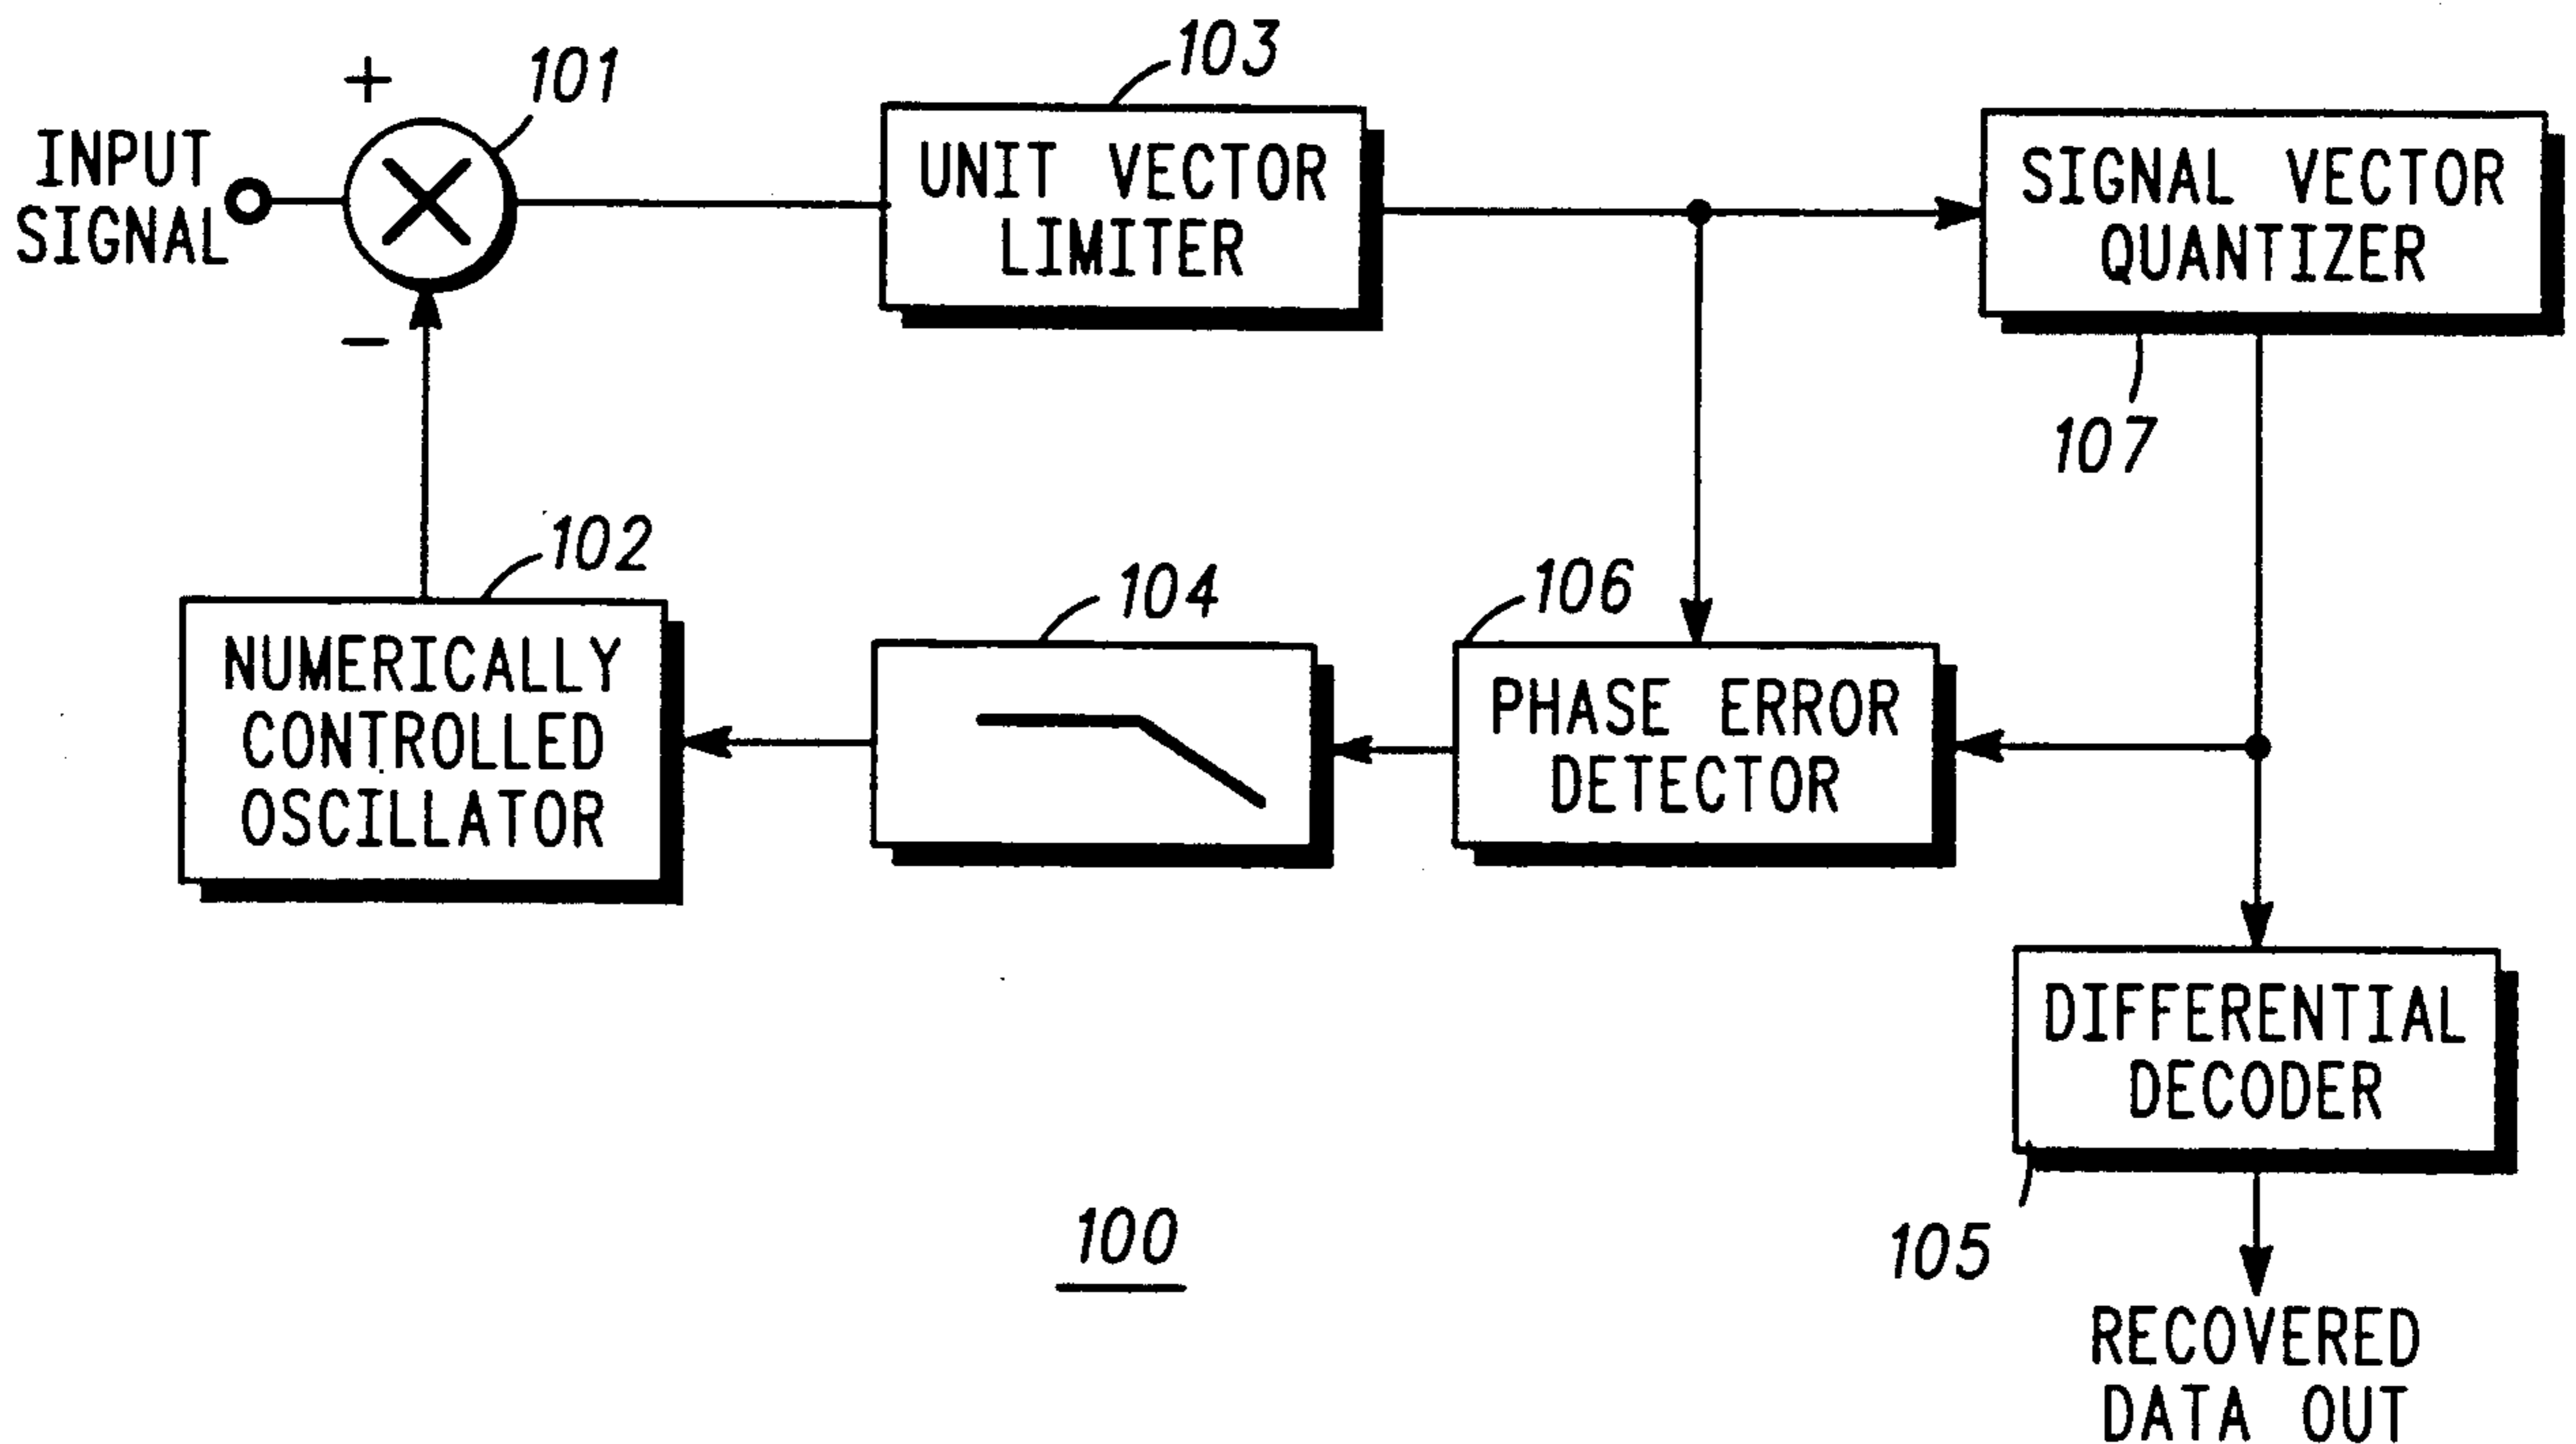 +
101
103
INPUT
SIGNAL
UNIT VECTOR
LIMITER
SIGNAL VECTOR
QUANTIZER
-
107
102
104
106
NUMERICALLY
CONTROLLED
OSCILLATOR
PHASE ERROR
DETECTOR
DIFFERENTIAL
DECODER
100
105
RECOVERED
DATA OUT